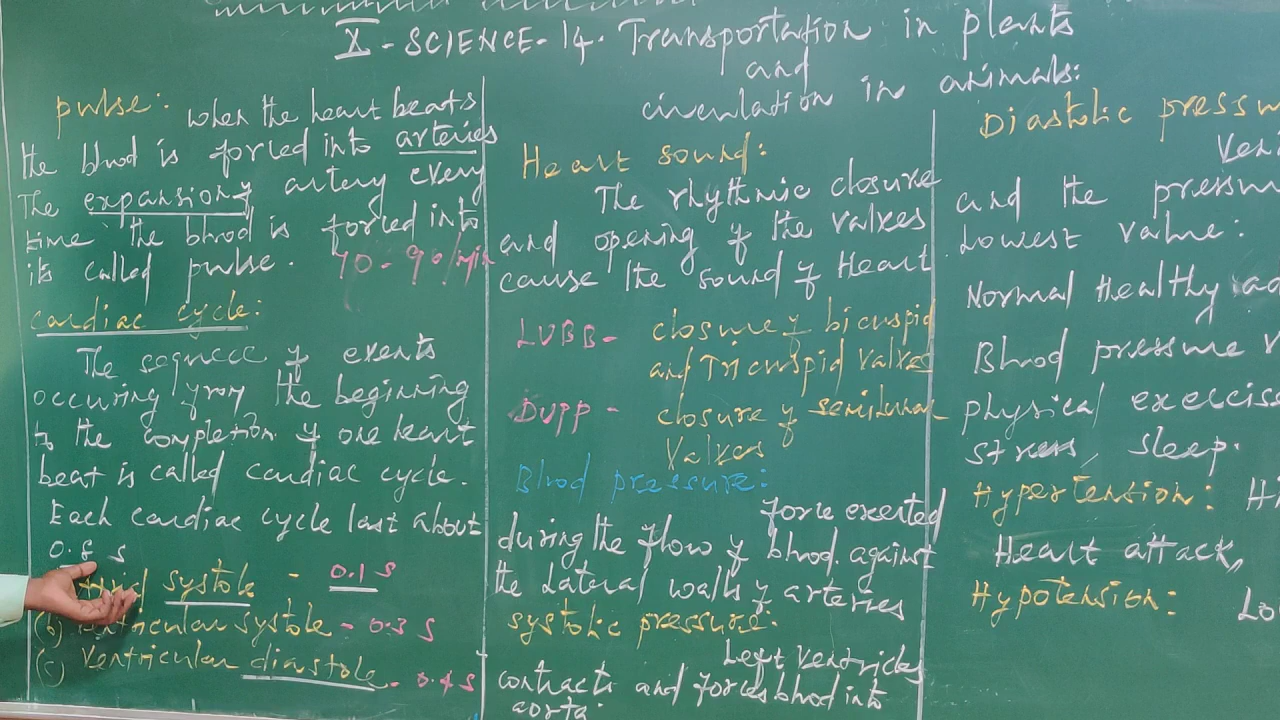 X - SCIENCE - 14. Transportation in plants
and
circulation in animals:
pulse: when the heart beats
the blood is forced into arteries
The expansion of artery every
time the blood is forced into
it is called pulse. 70 - 90/min
cardiac cycle:
The sequece of events
occuring from the beginning
to the completion of one heart
beat is called cardiac cycle.
Each cardiac cycle last about
0.8 s
systole - 0.1 s
(b) ventricular systole - 0.3 s
(c) Ventricular diastole - 0.4 s
Heart sound:
The rhythmic closure
and opening of the valves
cause the sound of Heart.
LUBB - closure of bicuspid
and Tricuspid valves
DUPP - closure of semilunar
Valves
Blood pressure:
force exerted
during the flow of blood against
the Lateral walls of arteries
systolic pressure:
Left Ventricles
contracts and forces blood into
aorta.
Diastolic pressu
Ven
and the pressu
Lowest value:
Normal Healthy ad
Blood pressure v
physical exercise
stress, sleep.
Hypertension: H
Heart attack,
Hypotension: Lo